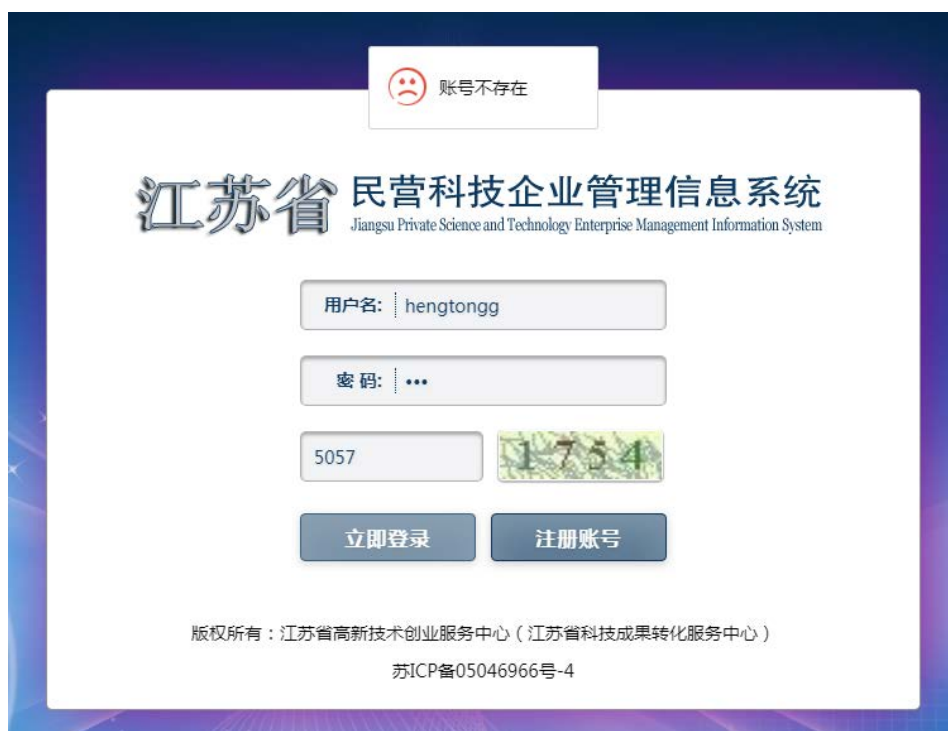 账号不存在
江苏省 民营科技企业管理信息系统
Jiangsu Private Science and Technology Enterprise Management Information System
用户名: hengtongg
密 码: •••
5057 1754
立即登录 注册账号
版权所有：江苏省高新技术创业服务中心（江苏省科技成果转化服务中心）
苏ICP备05046966号-4